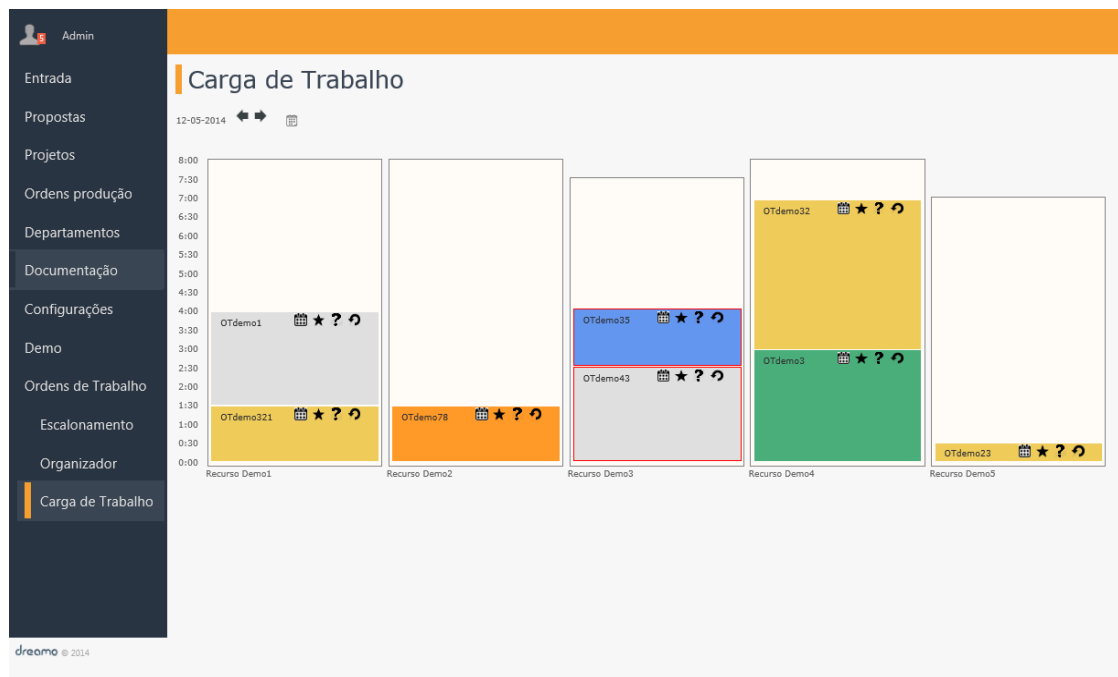 5
Admin
Entrada
Propostas
Projetos
Ordens produção
Departamentos
Documentação
Configurações
Demo
Ordens de Trabalho
Escalonamento
Organizador
Carga de Trabalho
dreamo © 2014
Carga de Trabalho
12-05-2014
8:00
7:30
7:00
6:30
6:00
5:30
5:00
4:30
4:00
3:30
3:00
2:30
2:00
1:30
1:00
0:30
0:00
OTdemo1 ?
OTdemo321 ?
Recurso Demo1
OTdemo78 ?
Recurso Demo2
OTdemo35 ?
OTdemo43 ?
Recurso Demo3
OTdemo32 ?
OTdemo3 ?
Recurso Demo4
OTdemo23 ?
Recurso Demo5